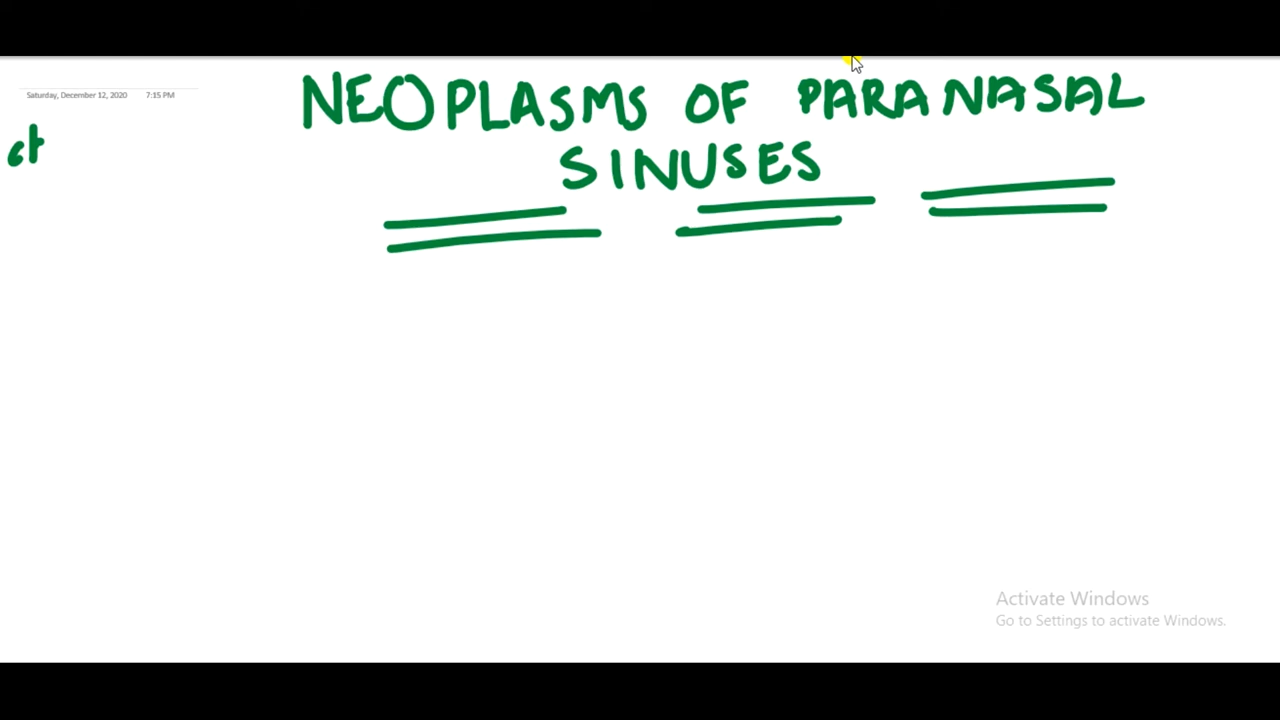 NEOPLASMS OF PARANASAL
SINUSES
Saturday, December 12, 2020 7:15 PM
Activate Windows
Go to Settings to activate Windows.